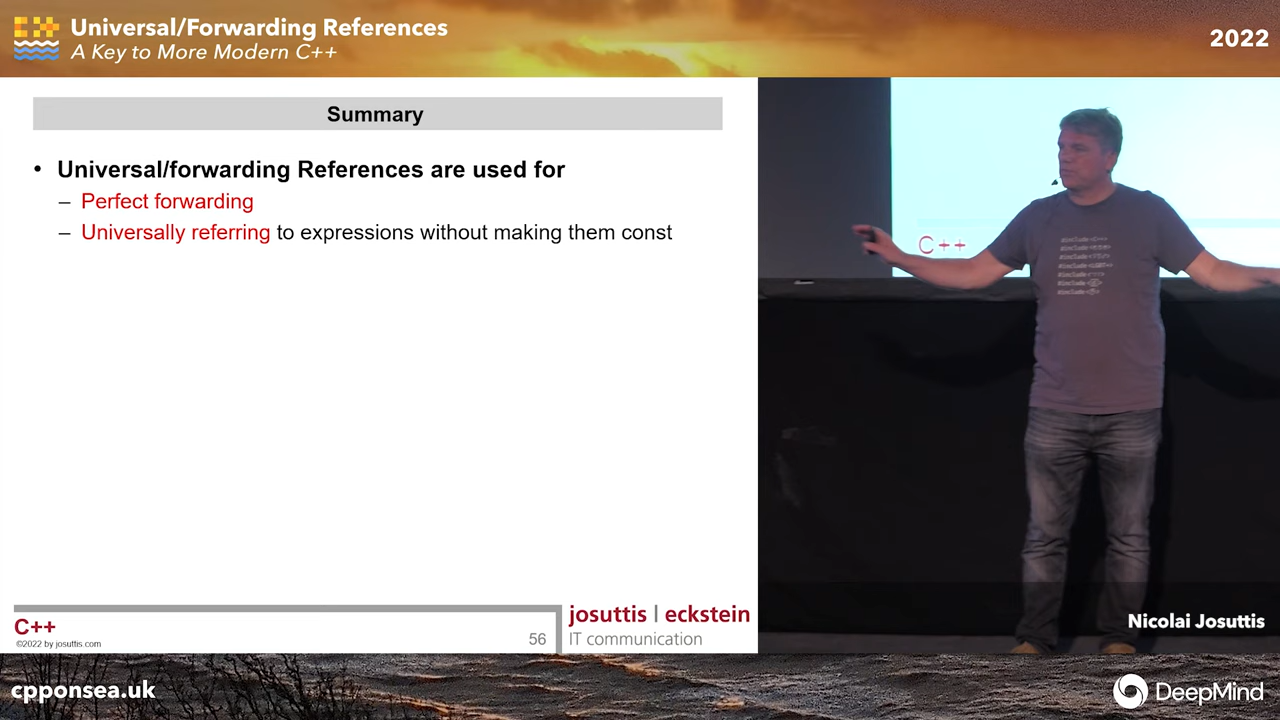 Universal/Forwarding References
A Key to More Modern C++
2022
Summary
• Universal/forwarding References are used for
– Perfect forwarding
– Universally referring to expressions without making them const
C++
©2022 by josuttis.com
56
josuttis | eckstein
IT communication
C++
#include <C++>
Nicolai Josuttis
cpponsea.uk
DeepMind